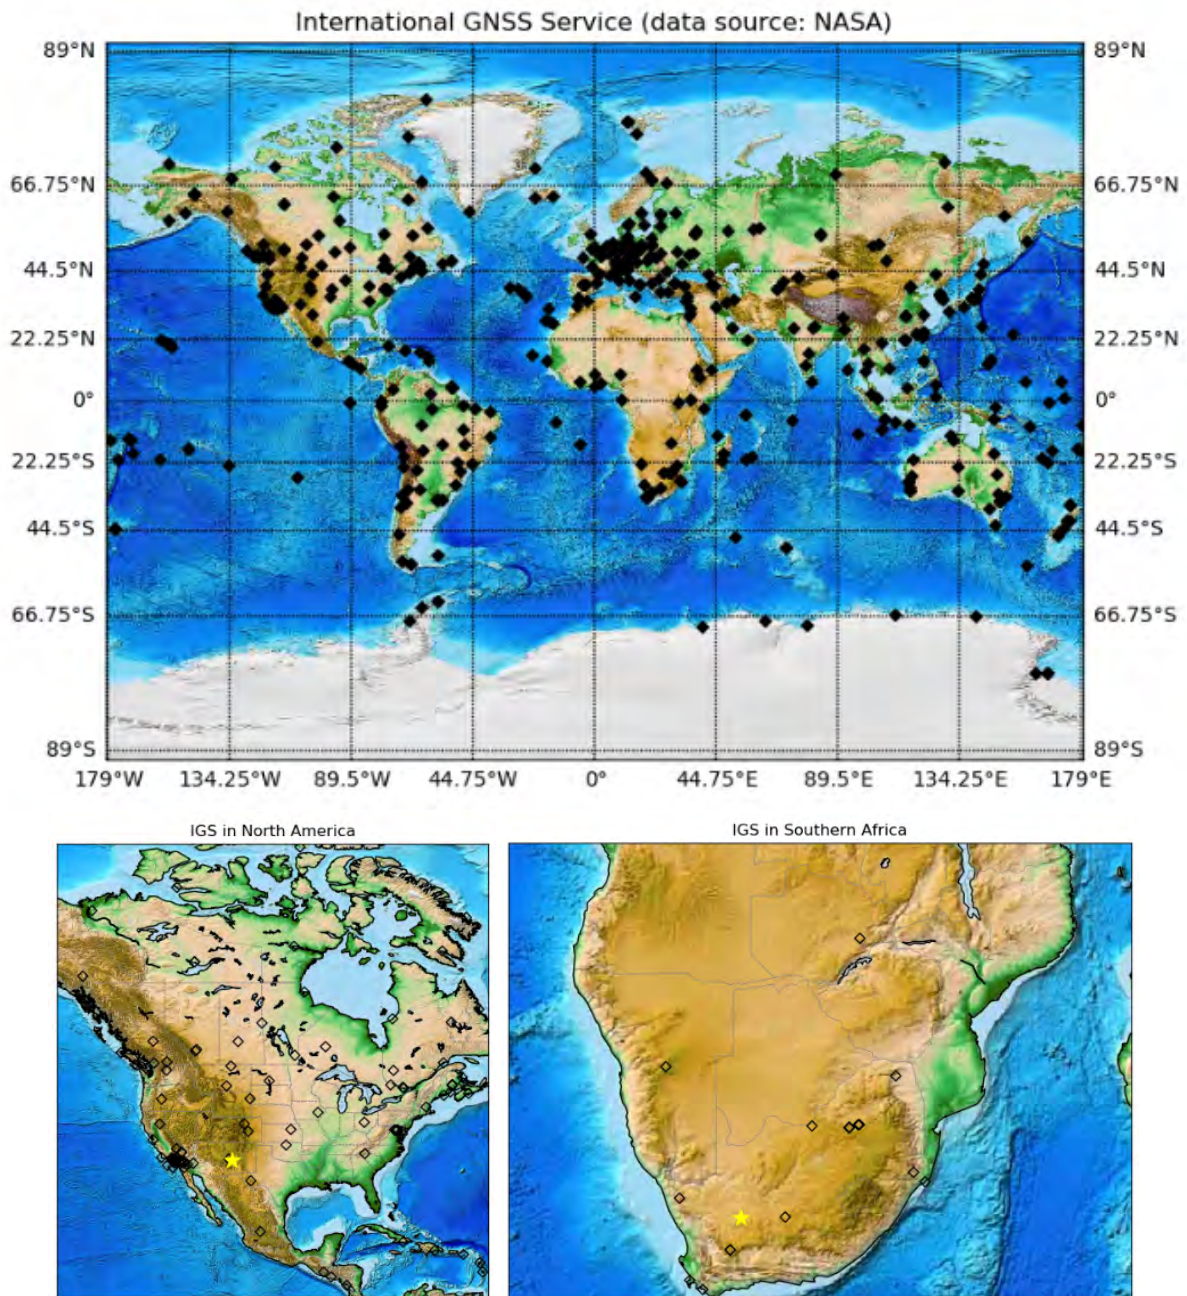 International GNSS Service (data source: NASA)
89°N 89°N
66.75°N 66.75°N
44.5°N 44.5°N
22.25°N 22.25°N
0° 0°
22.25°S 22.25°S
44.5°S 44.5°S
66.75°S 66.75°S
89°S 89°S
179°W 134.25°W 89.5°W 44.75°W 0° 44.75°E 89.5°E 134.25°E 179°E
IGS in North America
IGS in Southern Africa